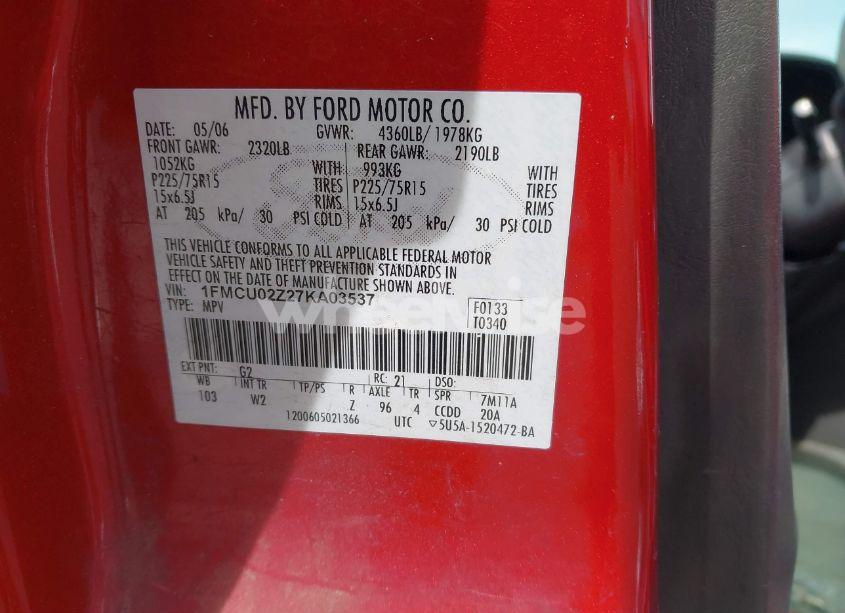 MFD. BY FORD MOTOR CO.
DATE: 05/06 GVWR: 4360LB/1978KG
FRONT GAWR: 2320LB REAR GAWR: 2190LB
1052KG WITH 993KG WITH
P225/75R15 TIRES P225/75R15 TIRES
15x6.5J RIMS 15x6.5J RIMS
AT 205 kPa/ 30 PSI COLD AT 205 kPa/ 30 PSI COLD
THIS VEHICLE CONFORMS TO ALL APPLICABLE FEDERAL MOTOR
VEHICLE SAFETY AND THEFT PREVENTION STANDARDS IN
EFFECT ON THE DATE OF MANUFACTURE SHOWN ABOVE.
VIN: 1FMCU02Z27KA03537
TYPE: MPV
F0133
T0340
EXT PNT: G2 RC: 21 DSO:
WB INT TR TP/PS R AXLE TR SPR 7M11A
103 W2 Z 96 4 CCDD 20A
1200605021366 UTC ▽5U5A-1520472-BA